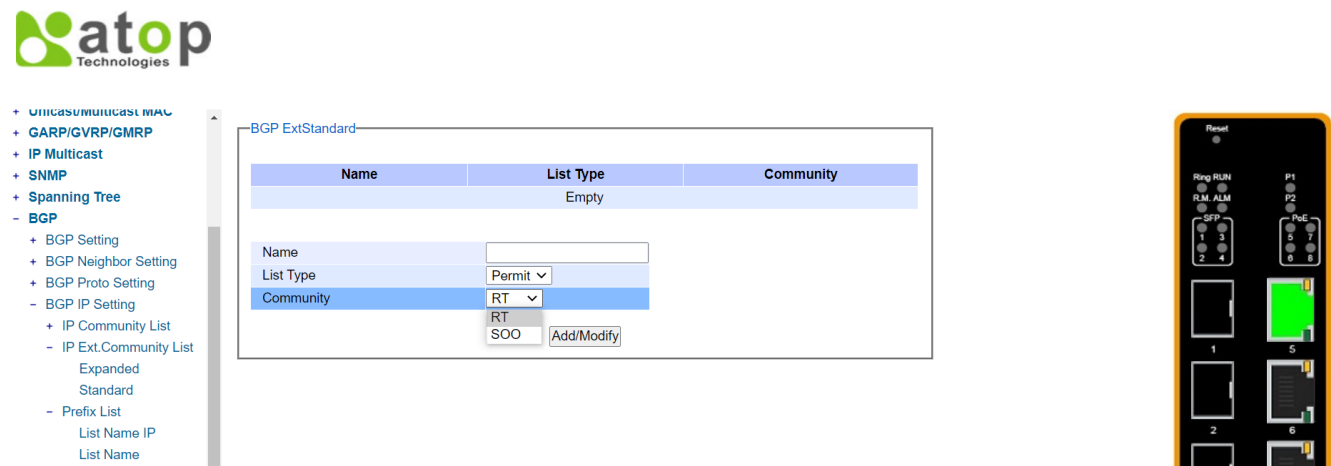 atop
Technologies
+ Unicast/Multicast MAC
+ GARP/GVRP/GMRP
+ IP Multicast
+ SNMP
+ Spanning Tree
− BGP
+ BGP Setting
+ BGP Neighbor Setting
+ BGP Proto Setting
− BGP IP Setting
+ IP Community List
− IP Ext.Community List
Expanded
Standard
− Prefix List
List Name IP
List Name
BGP ExtStandard
Name List Type Community
Empty
Name
List Type Permit
Community RT
RT
SOO
Add/Modify
Reset
Ring RUN P1
R.M. ALM P2
SFP PoE
1 3 5 7
2 4 6 8
1 5
2 6